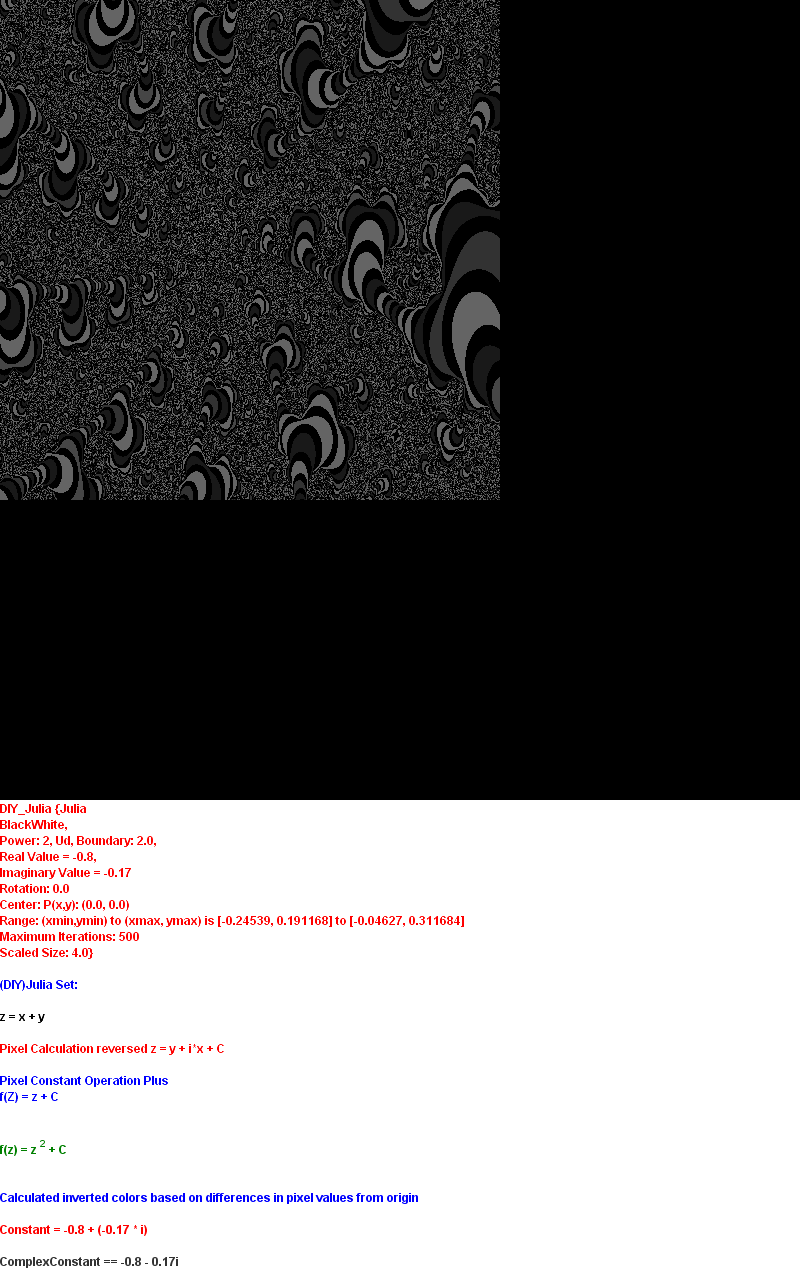 DIY_Julia {Julia
BlackWhite,
Power: 2, Ud, Boundary: 2.0,
Real Value = -0.8,
Imaginary Value = -0.17
Rotation: 0.0
Center: P(x,y): (0.0, 0.0)
Range: (xmin,ymin) to (xmax, ymax) is [-0.24539, 0.191168] to [-0.04627, 0.311684]
Maximum Iterations: 500
Scaled Size: 4.0}
(DIY)Julia Set:
z = x + y
Pixel Calculation reversed z = y + i*x + C
Pixel Constant Operation Plus
f(Z) = z + C
f(z) = z ² + C
Calculated inverted colors based on differences in pixel values from origin
Constant = -0.8 + (-0.17 * i)
ComplexConstant == -0.8 - 0.17i